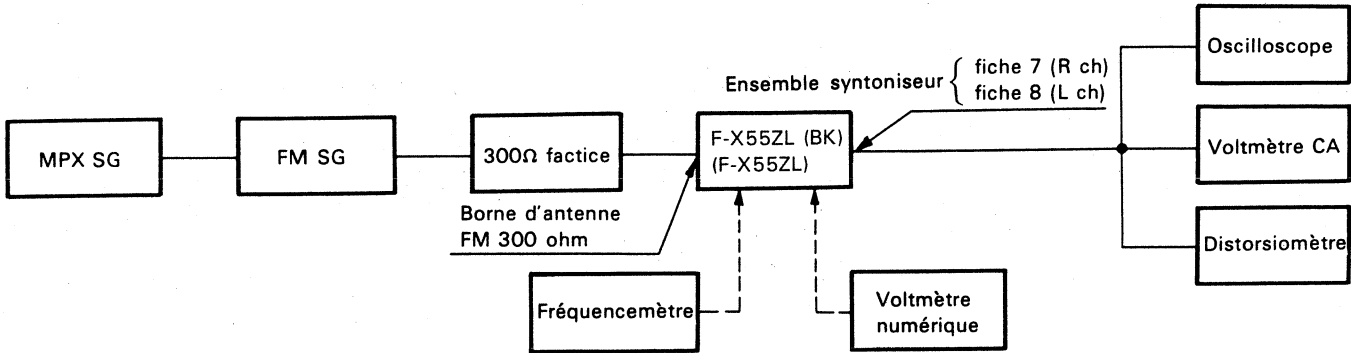 MPX SG
FM SG
300Ω factice
Borne d'antenne
FM 300 ohm
F-X55ZL (BK)
(F-X55ZL)
Ensemble syntoniseur { fiche 7 (R ch)
fiche 8 (L ch)
Oscilloscope
Voltmètre CA
Distorsiomètre
Fréquencemètre
Voltmètre
numérique